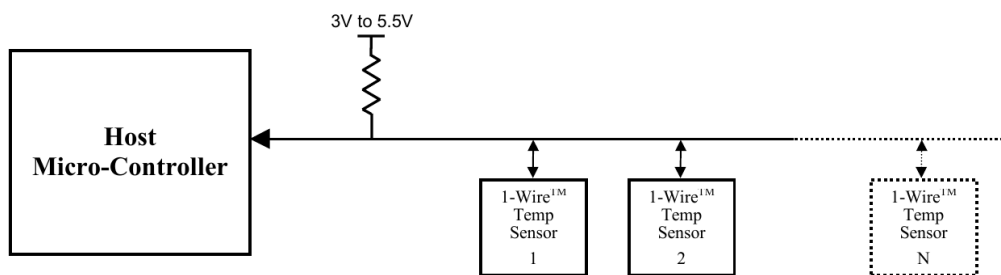 3V to 5.5V
Host
Micro-Controller
1-Wire™
Temp
Sensor
1
1-Wire™
Temp
Sensor
2
1-Wire™
Temp
Sensor
N